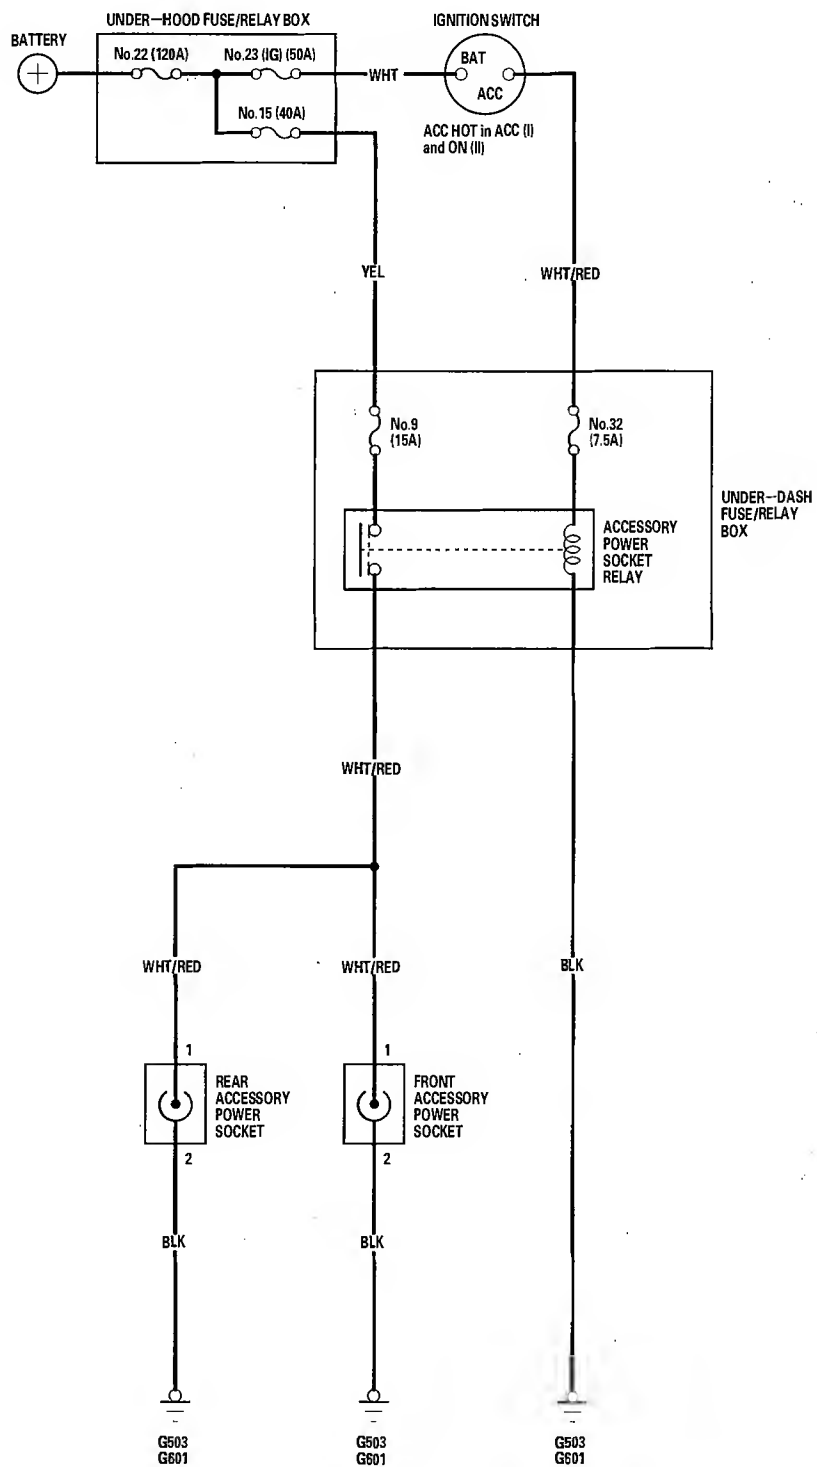 UNDER-HOOD FUSE/RELAY BOX
IGNITION SWITCH
BATTERY
No.22 (120A)
No.23 (IG) (50A)
WHT
BAT
ACC
No.15 (40A)
ACC HOT in ACC (I)
and ON (II)
YEL
WHT/RED
No.9
(15A)
No.32
(7.5A)
UNDER-DASH
FUSE/RELAY
BOX
ACCESSORY
POWER
SOCKET
RELAY
WHT/RED
WHT/RED
WHT/RED
BLK
1
REAR
ACCESSORY
POWER
SOCKET
2
1
FRONT
ACCESSORY
POWER
SOCKET
2
BLK
BLK
G503
G601
G503
G601
G503
G601